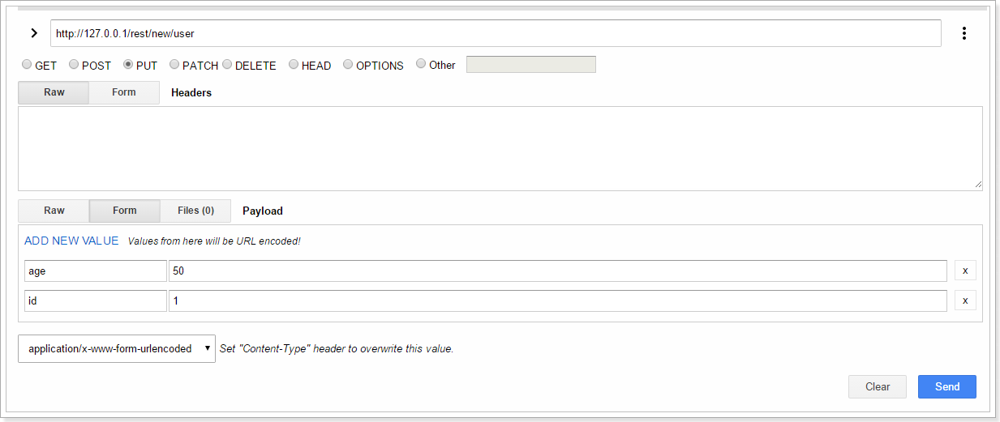 http://127.0.0.1/rest/new/user
GET POST PUT PATCH DELETE HEAD OPTIONS Other
Raw Form Headers
Raw Form Files (0) Payload
ADD NEW VALUE Values from here will be URL encoded!
age 50 x
id 1 x
application/x-www-form-urlencoded Set "Content-Type" header to overwrite this value.
Clear Send